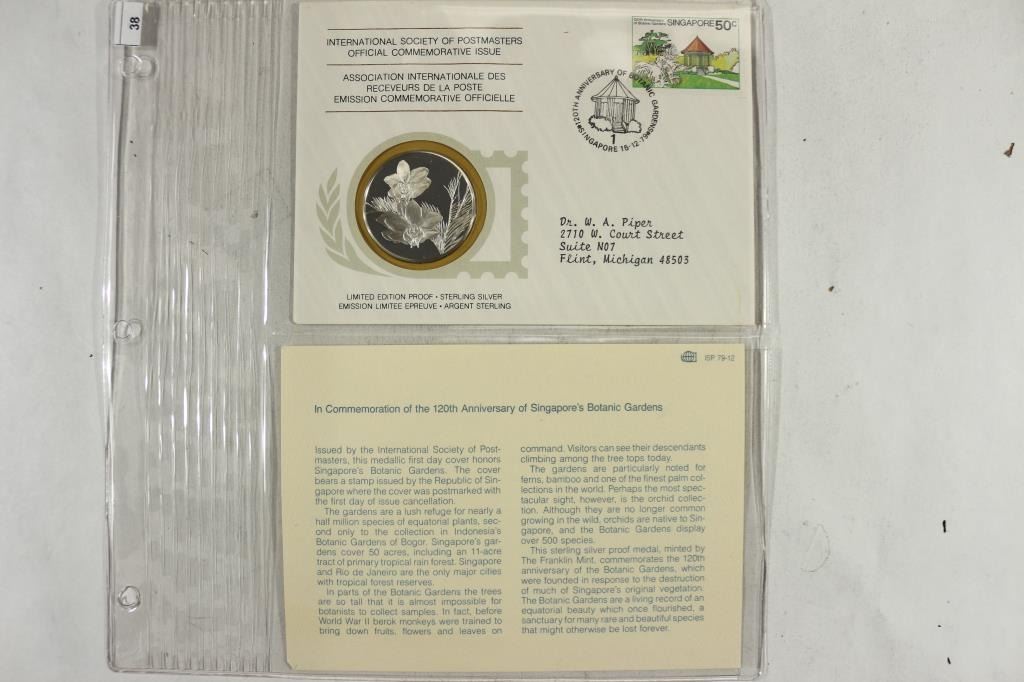 38
INTERNATIONAL SOCIETY OF POSTMASTERS
OFFICIAL COMMEMORATIVE ISSUE
ASSOCIATION INTERNATIONALE DES
RECEVEURS DE LA POSTE
EMISSION COMMEMORATIVE OFFICIELLE
120th Anniversary
of Botanic Gardens
SINGAPORE 50c
120TH ANNIVERSARY OF BOTANIC GARDENS
1
SINGAPORE 15-12-79
Dr. W. A. Piper
2710 W. Court Street
Suite N07
Flint, Michigan 48503
LIMITED EDITION PROOF • STERLING SILVER
EMISSION LIMITEE EPREUVE • ARGENT STERLING
ISP 79-12
In Commemoration of the 120th Anniversary of Singapore's Botanic Gardens
Issued by the International Society of Post-
masters, this medallic first day cover honors
Singapore's Botanic Gardens. The cover
bears a stamp issued by the Republic of Sin-
gapore where the cover was postmarked with
the first day of issue cancellation.
The gardens are a lush refuge for nearly a
half million species of equatorial plants, sec-
ond only to the collection in Indonesia's
Botanic Gardens of Bogor. Singapore's gar-
dens cover 50 acres, including an 11-acre
tract of primary tropical rain forest. Singapore
and Rio de Janeiro are the only major cities
with tropical forest reserves.
In parts of the Botanic Gardens the trees
are so tall that it is almost impossible for
botanists to collect samples. In fact, before
World War II berok monkeys were trained to
bring down fruits, flowers and leaves on
command. Visitors can see their descendants
climbing among the tree tops today.
The gardens are particularly noted for
ferns, bamboo and one of the finest palm col-
lections in the world. Perhaps the most spec-
tacular sight, however, is the orchid collec-
tion. Although they are no longer common
growing in the wild, orchids are native to Sin-
gapore, and the Botanic Gardens display
over 500 species.
This sterling silver proof medal, minted by
The Franklin Mint, commemorates the 120th
anniversary of the Botanic Gardens, which
were founded in response to the destruction
of much of Singapore's original vegetation.
The Botanic Gardens are a living record of an
equatorial beauty which once flourished, a
sanctuary for many rare and beautiful species
that might otherwise be lost forever.